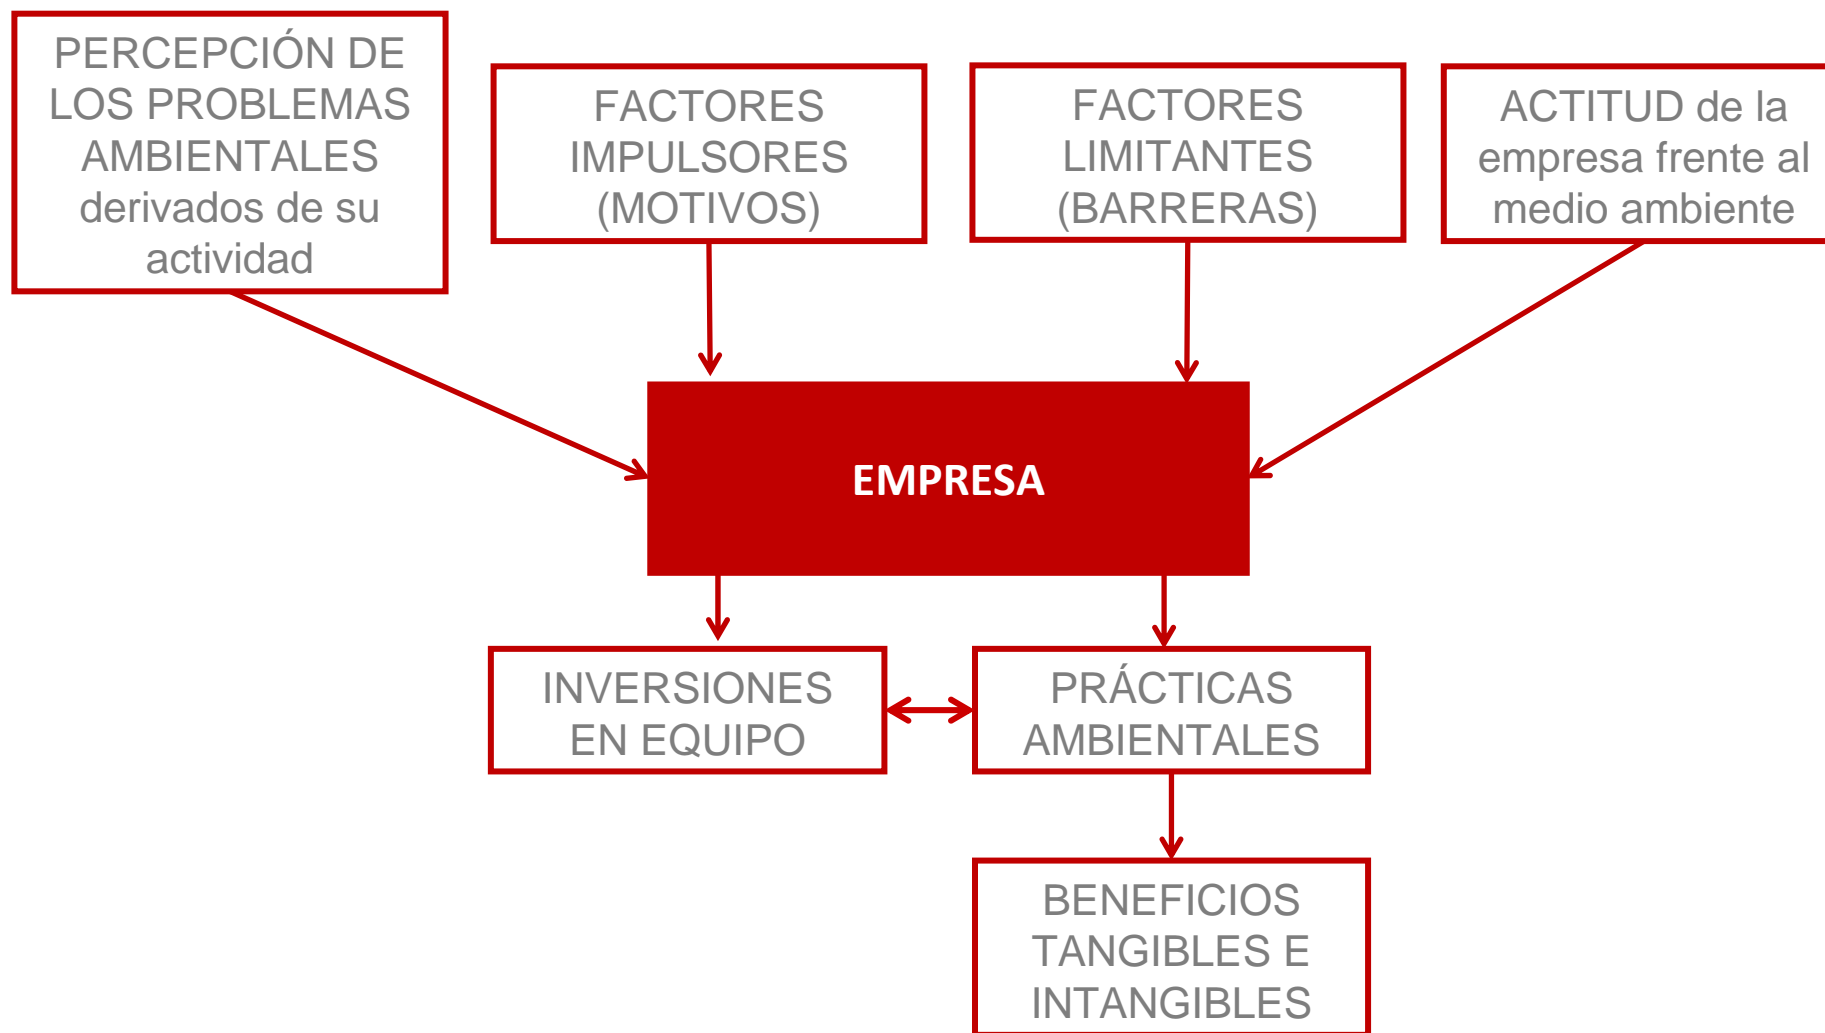 PERCEPCIÓN DE
LOS PROBLEMAS
AMBIENTALES
derivados de su
actividad
FACTORES
IMPULSORES
(MOTIVOS)
FACTORES
LIMITANTES
(BARRERAS)
ACTITUD de la
empresa frente al
medio ambiente
EMPRESA
INVERSIONES
EN EQUIPO
PRÁCTICAS
AMBIENTALES
BENEFICIOS
TANGIBLES E
INTANGIBLES